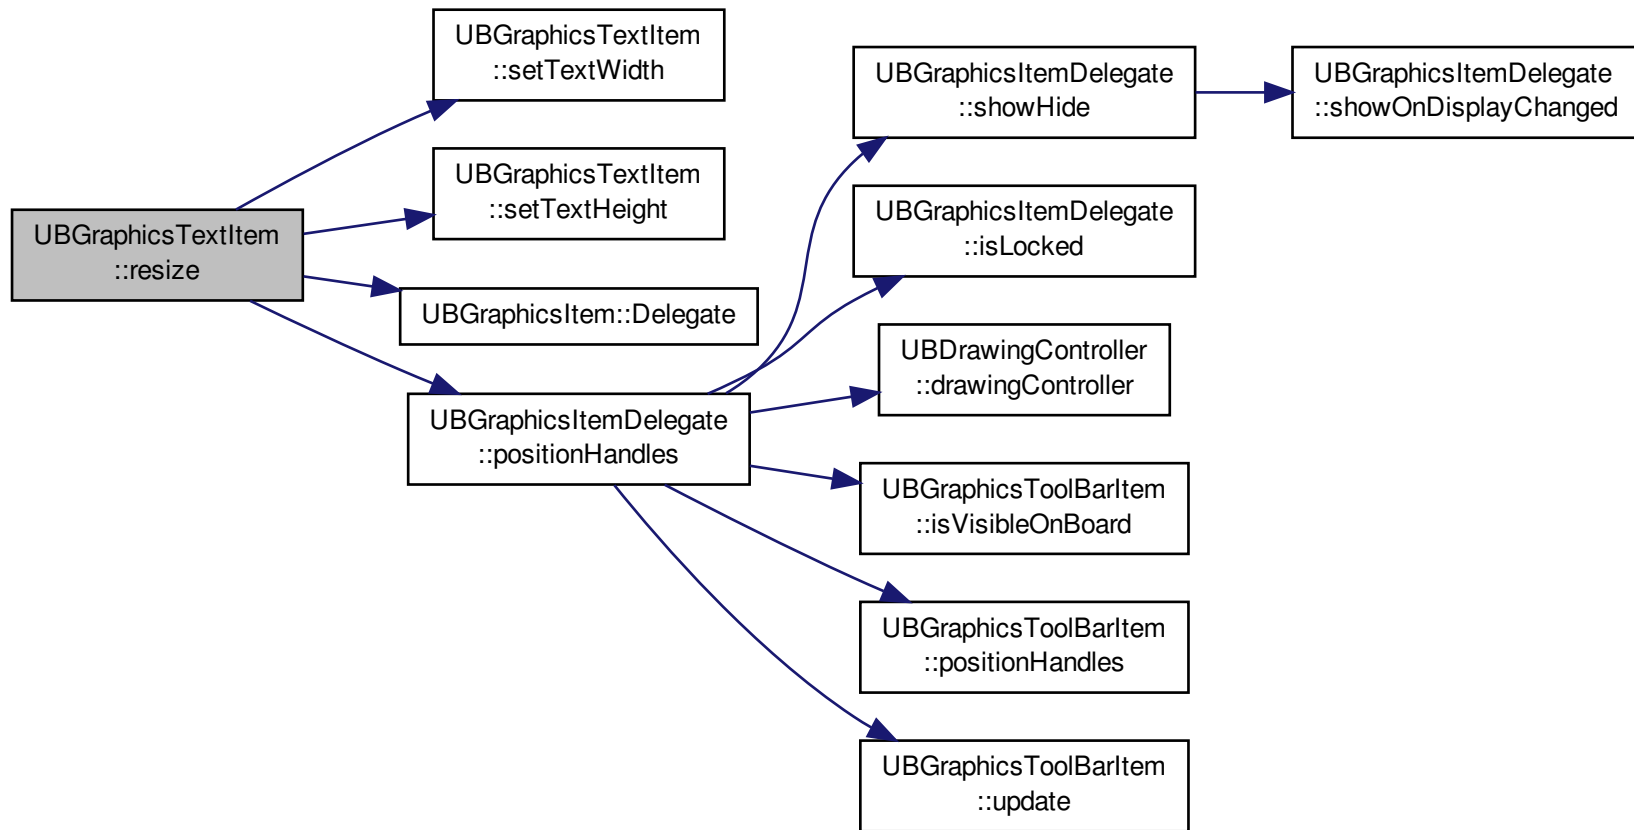 UBGraphicsTextItem
::resize
UBGraphicsTextItem
::setTextWidth
UBGraphicsTextItem
::setTextHeight
UBGraphicsItem::Delegate
UBGraphicsItemDelegate
::positionHandles
UBGraphicsItemDelegate
::showHide
UBGraphicsItemDelegate
::isLocked
UBDrawingController
::drawingController
UBGraphicsToolBarItem
::isVisibleOnBoard
UBGraphicsToolBarItem
::positionHandles
UBGraphicsToolBarItem
::update
UBGraphicsItemDelegate
::showOnDisplayChanged